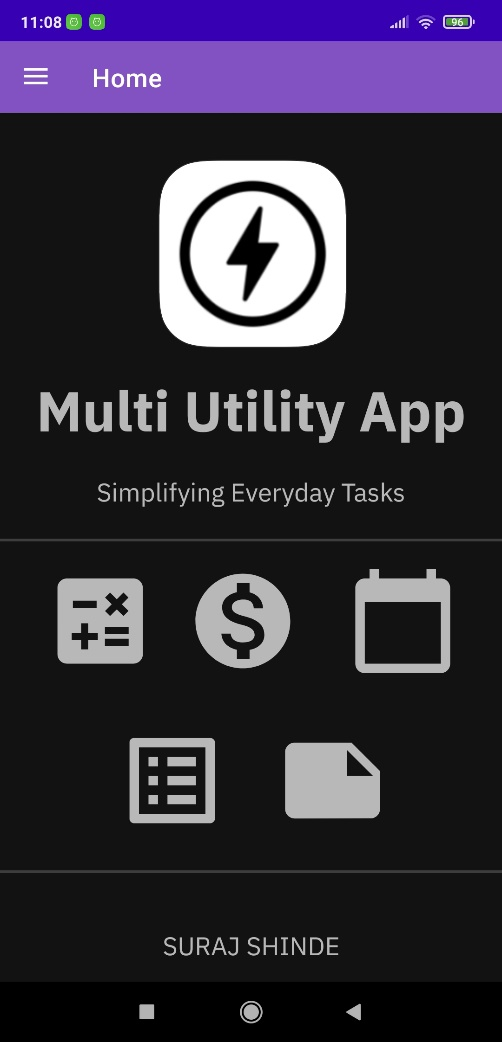 11:08
96
Home
Multi Utility App
Simplifying Everyday Tasks
$
SURAJ SHINDE